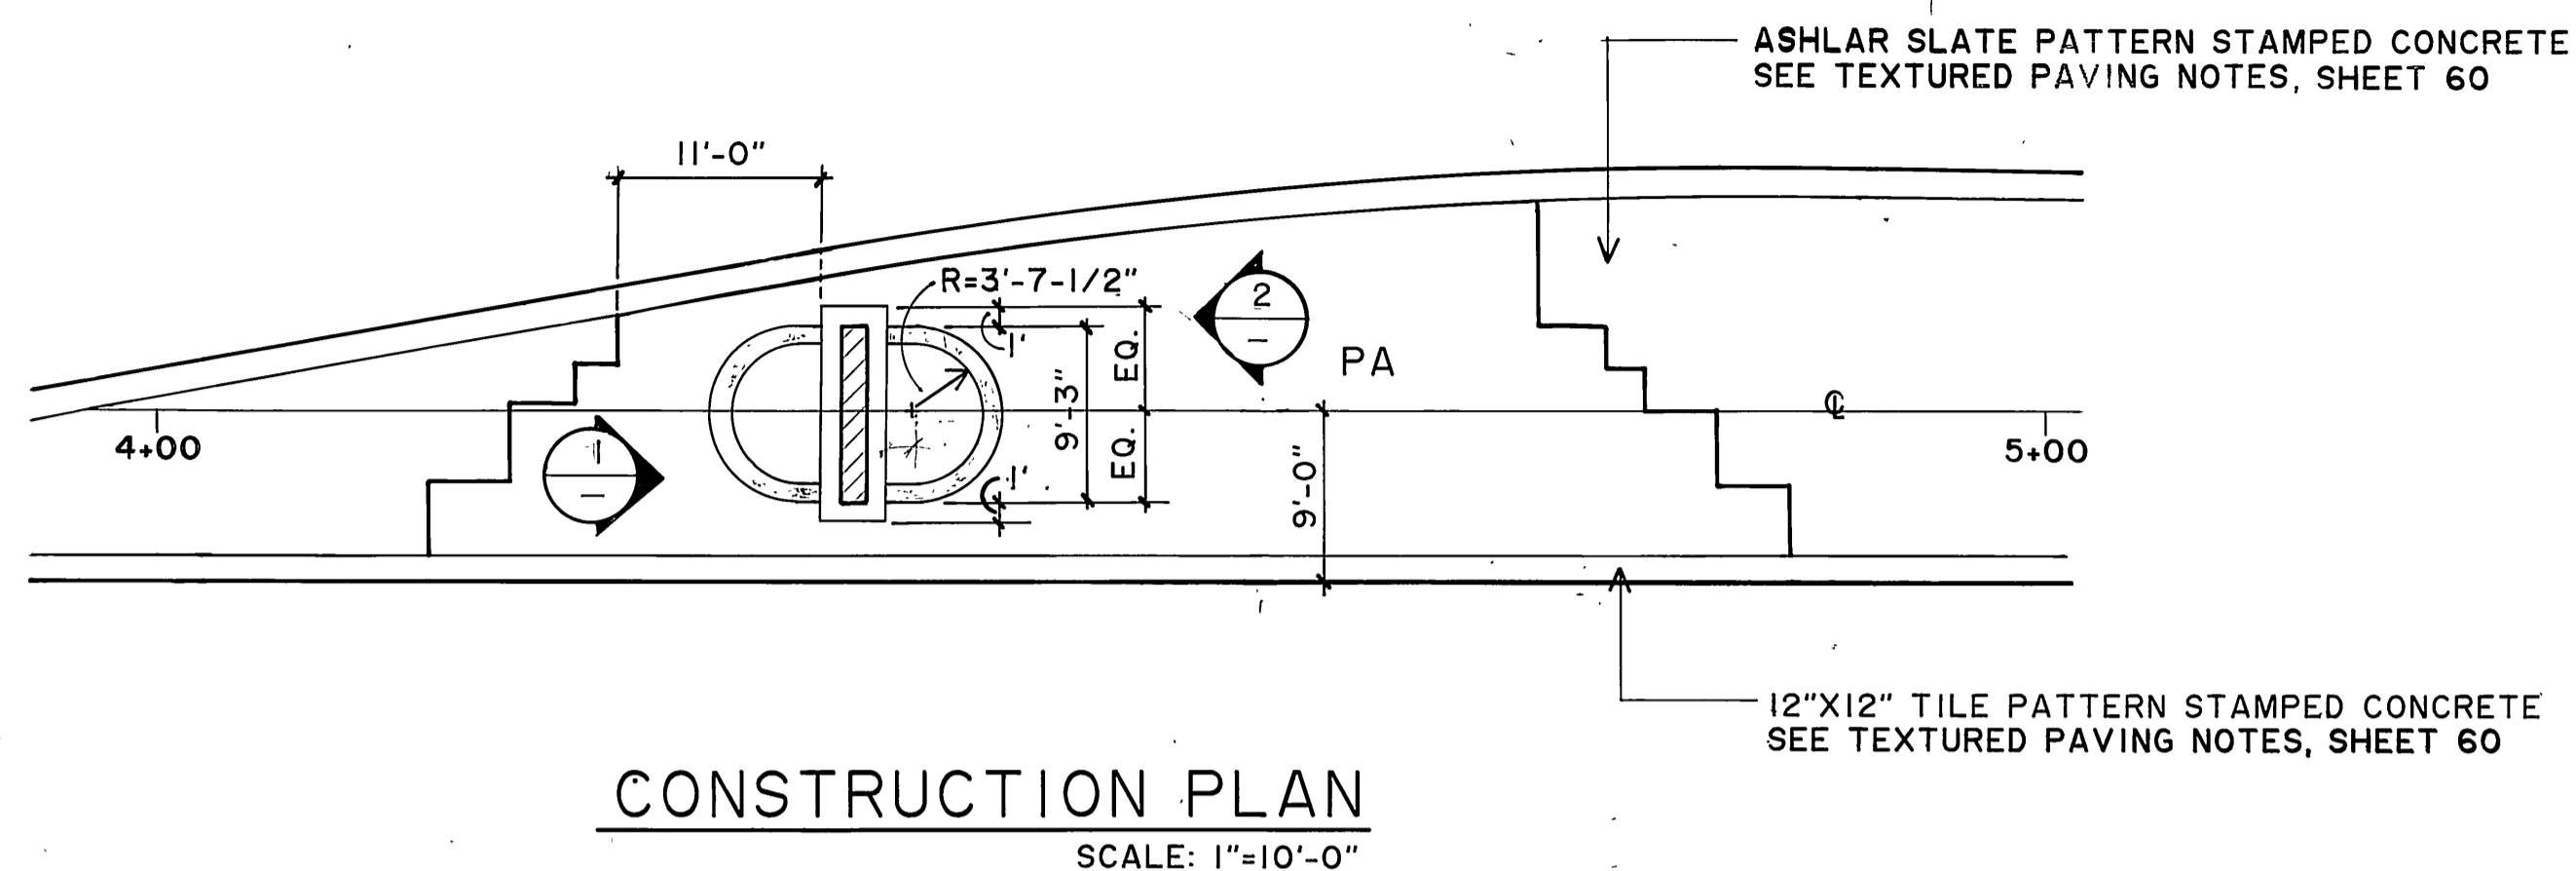 ASHLAR SLATE PATTERN STAMPED CONCRETE
SEE TEXTURED PAVING NOTES, SHEET 60
11'-0"
R=3'-7-1/2"
1'
2
–
EQ.
PA
9'-3"
℄
4+00
5+00
1
–
EQ.
1'
9'-0"
12"X12" TILE PATTERN STAMPED CONCRETE
SEE TEXTURED PAVING NOTES, SHEET 60
CONSTRUCTION PLAN
SCALE: 1"=10'-0"